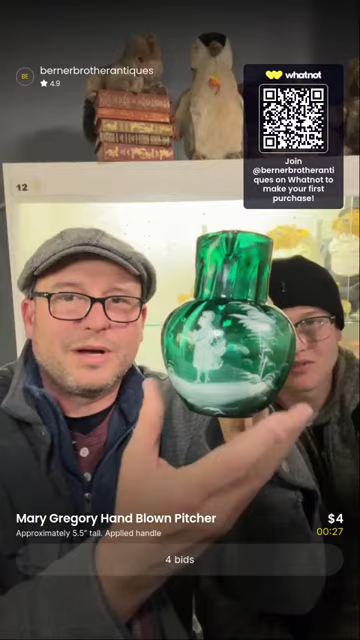 bernerbrotherantiques
BE
★ 4.9
whatnot
Join
@bernerbrotheranti
ques on Whatnot to
make your first
purchase!
12
Mary Gregory Hand Blown Pitcher
$4
Approximately 5.5" tall. Applied handle
00:27
4 bids